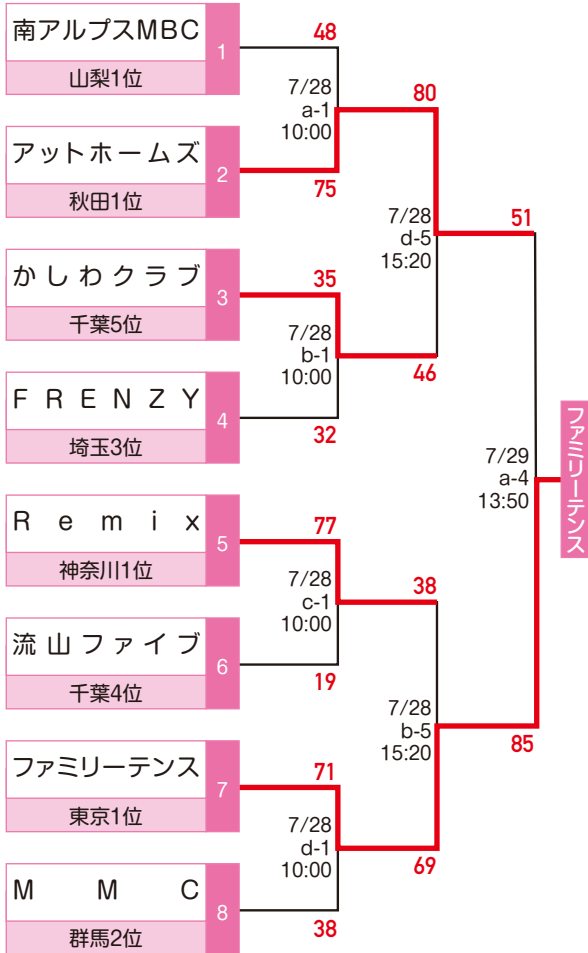 南アルプスMBC
山梨1位
1
アットホームズ
秋田1位
2
かしわクラブ
千葉5位
3
FRENZY
埼玉3位
4
Remix
神奈川1位
5
流山ファイブ
千葉4位
6
ファミリーテンス
東京1位
7
MMC
群馬2位
8
48
7/28
a-1
10:00
75
35
7/28
b-1
10:00
32
77
7/28
c-1
10:00
19
71
7/28
d-1
10:00
38
80
7/28
d-5
15:20
46
38
7/28
b-5
15:20
69
51
7/29
a-4
13:50
85
ファミリーテンス